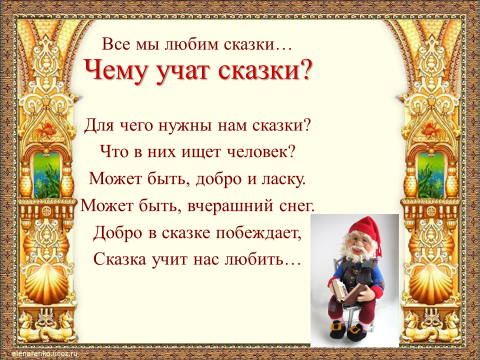 Все мы любим сказки…
Чему учат сказки?
Для чего нужны нам сказки?
Что в них ищет человек?
Может быть, добро и ласку.
Может быть, вчерашний снег.
Добро в сказке побеждает,
Сказка учит нас любить…
elenaranko.ucoz.ru